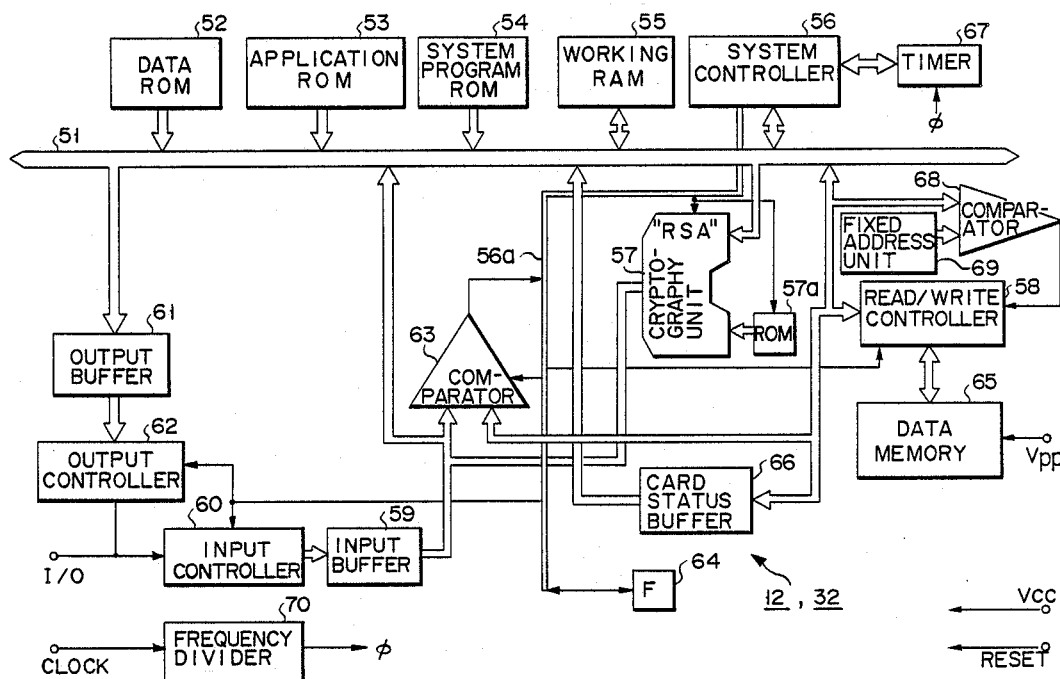 52
DATA
ROM
53
APPLICATION
ROM
54
SYSTEM
PROGRAM
ROM
55
WORKING
RAM
56
SYSTEM
CONTROLLER
67
TIMER
φ
51
68
COMPAR-
ATOR
FIXED
ADDRESS
UNIT
69
"RSA"
57
CRYPTO-
GRAPHY
UNIT
57a
ROM
56a
58
READ/WRITE
CONTROLLER
61
OUTPUT
BUFFER
63
COM-
PARATOR
65
DATA
MEMORY
Vpp
62
OUTPUT
CONTROLLER
66
CARD
STATUS
BUFFER
60
INPUT
CONTROLLER
59
INPUT
BUFFER
I/O
64
F
12, 32
Vcc
70
FREQUENCY
DIVIDER
φ
CLOCK
RESET